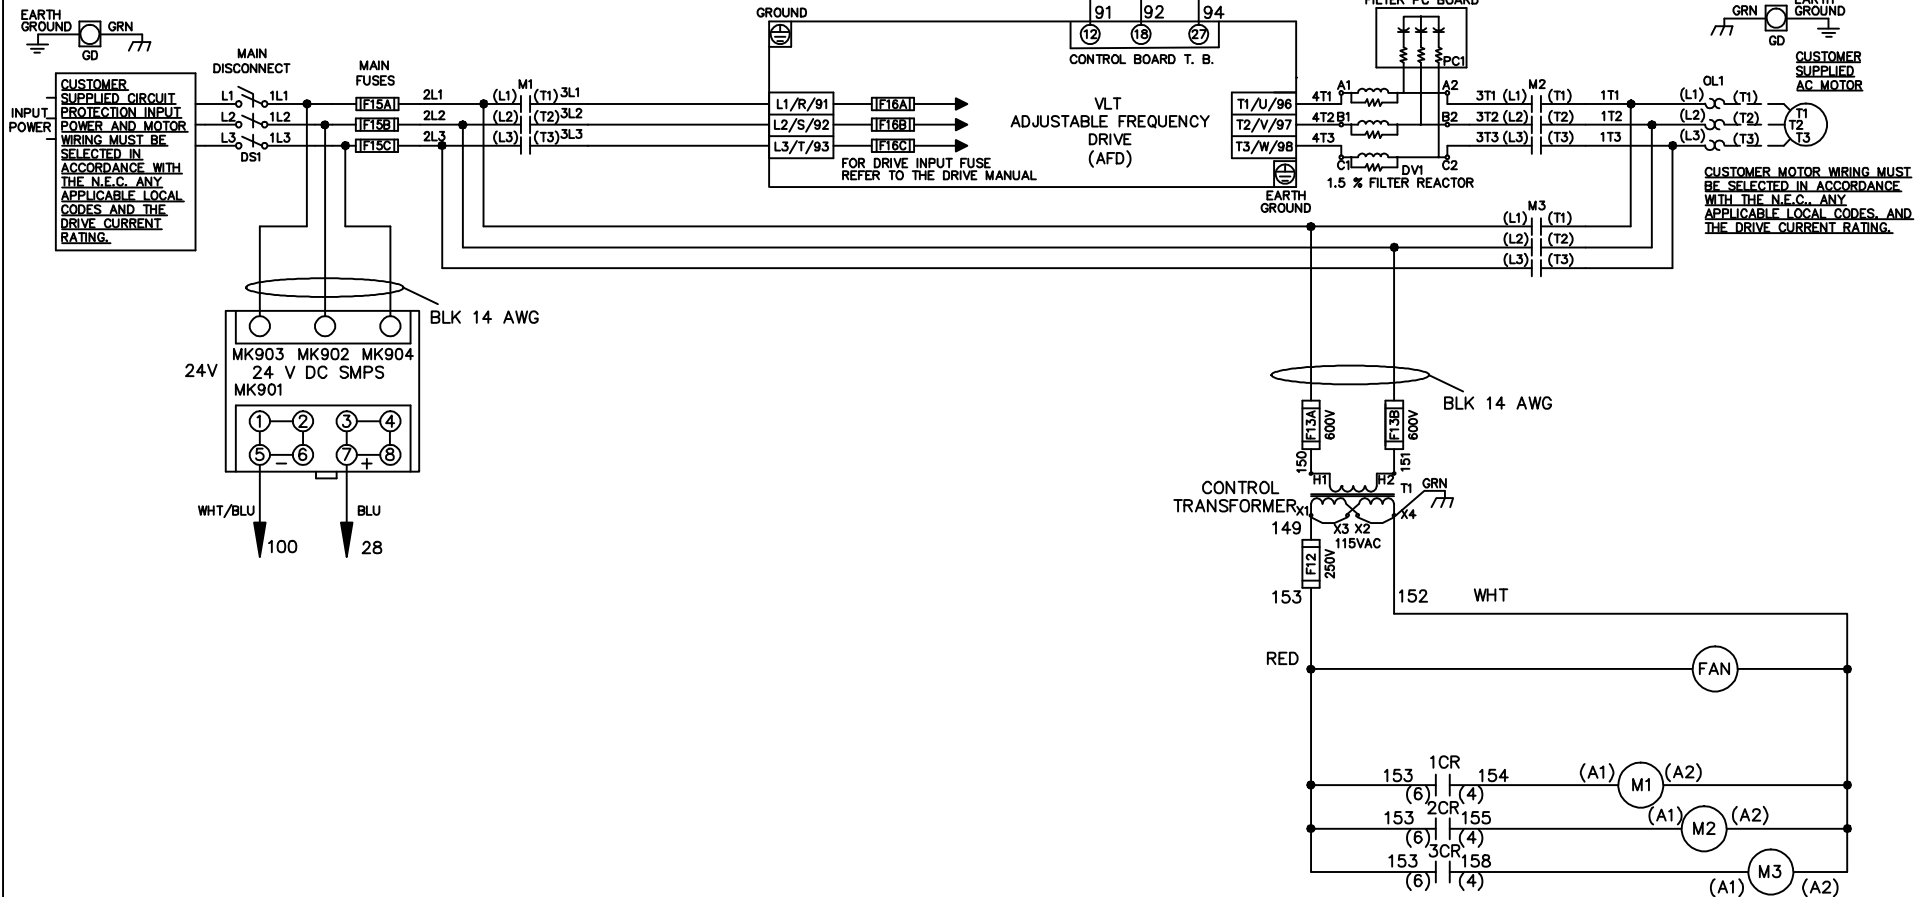 EARTH
GROUND
GRN
GD
GROUND
91
92
94
12
18
27
CONTROL BOARD T. B.
PC1
GRN
GROUND
GD
CUSTOMER
SUPPLIED
AC MOTOR
MAIN
DISCONNECT
MAIN
FUSES
INPUT
POWER
CUSTOMER
SUPPLIED CIRCUIT
PROTECTION INPUT
POWER AND MOTOR
WIRING MUST BE
SELECTED IN
ACCORDANCE WITH
THE N.E.C. ANY
APPLICABLE LOCAL
CODES AND THE
DRIVE CURRENT
RATING.
L1 1L1
L2 1L2
L3 1L3
DS1
F15A
F15B
F15C
2L1
2L2
2L3
M1
(L1) (T1) 3L1
(L2) (T2) 3L2
(L3) (T3) 3L3
L1/R/91
L2/S/92
L3/T/93
F16A
F16B
F16C
FOR DRIVE INPUT FUSE
REFER TO THE DRIVE MANUAL
VLT
ADJUSTABLE FREQUENCY
DRIVE
(AFD)
T1/U/96
T2/V/97
T3/W/98
EARTH
GROUND
4T1 A1 A2
4T2 B1 B2
4T3 C1 C2
DV1
1.5 % FILTER REACTOR
M2
3T1 (L1) (T1) 1T1
3T2 (L2) (T2) 1T2
3T3 (L3) (T3) 1T3
OL1
(L1) (T1)
(L2) (T2)
(L3) (T3)
T1
T2
T3
CUSTOMER MOTOR WIRING MUST
BE SELECTED IN ACCORDANCE
WITH THE N.E.C., ANY
APPLICABLE LOCAL CODES, AND
THE DRIVE CURRENT RATING.
M3
(L1) (T1)
(L2) (T2)
(L3) (T3)
BLK 14 AWG
MK903 MK902 MK904
24V
24 V DC SMPS
MK901
1 2 3 4
5 6 7 8
− +
WHT/BLU
BLU
100
28
BLK 14 AWG
F13A
600V
F13B
600V
150
151
H1 H2
T1
GRN
CONTROL
TRANSFORMER
X1
X3 X2
X4
115VAC
149
F12
250V
153
152
WHT
RED
FAN
1CR
153 154
(6) (4)
(A1) M1 (A2)
2CR
153 155
(6) (4)
(A1) M2 (A2)
3CR
153 158
(6) (4)
(A1) M3 (A2)